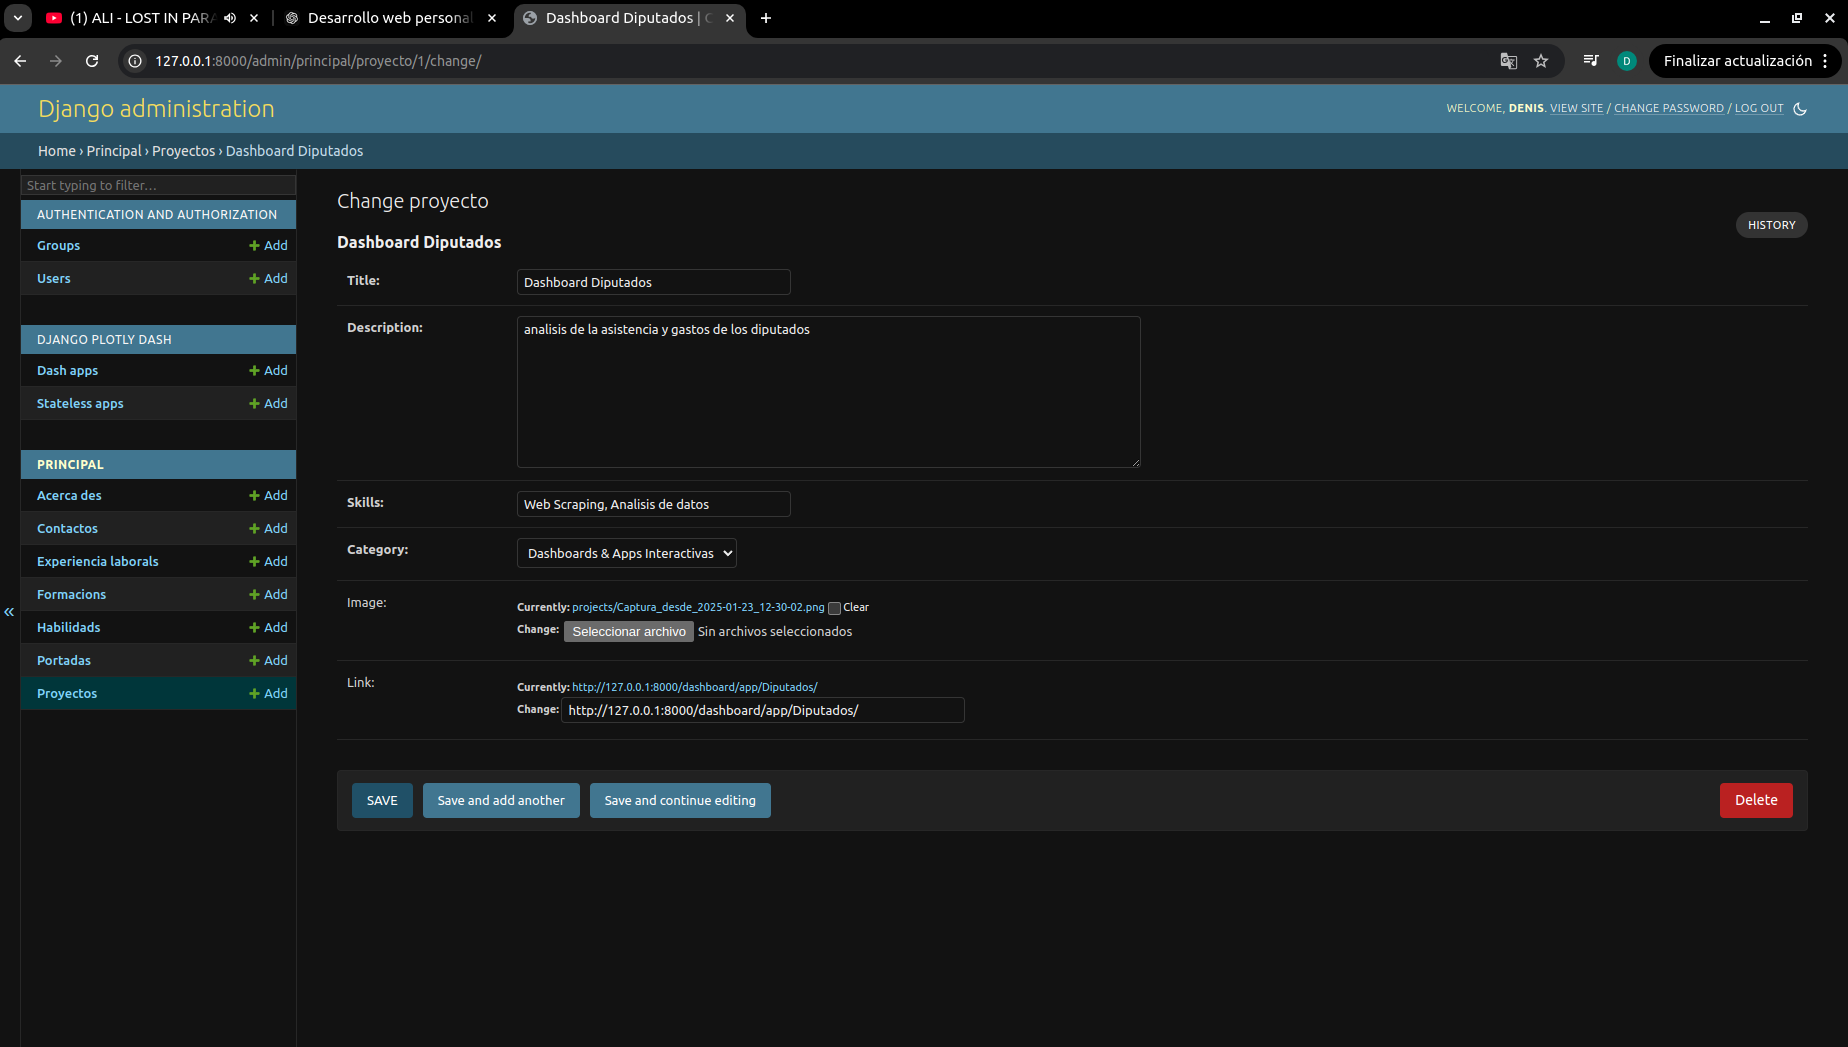 (1) ALI - LOST IN PARA
Desarrollo web persona
Dashboard Diputados | C
127.0.0.1:8000/admin/principal/proyecto/1/change/
D
Finalizar actualización
Django administration
WELCOME, DENIS. VIEW SITE / CHANGE PASSWORD / LOG OUT
Home › Principal › Proyectos › Dashboard Diputados
Start typing to filter…
AUTHENTICATION AND AUTHORIZATION
Groups Add
Users Add
DJANGO PLOTLY DASH
Dash apps Add
Stateless apps Add
PRINCIPAL
Acerca des Add
Contactos Add
Experiencia laborals Add
Formacions Add
Habilidads Add
Portadas Add
Proyectos Add
«
Change proyecto
HISTORY
Dashboard Diputados
Title: Dashboard Diputados
Description: analisis de la asistencia y gastos de los diputados
Skills: Web Scraping, Analisis de datos
Category: Dashboards & Apps Interactivas
Image: Currently: projects/Captura_desde_2025-01-23_12-30-02.png Clear
Change: Seleccionar archivo Sin archivos seleccionados
Link: Currently: http://127.0.0.1:8000/dashboard/app/Diputados/
Change: http://127.0.0.1:8000/dashboard/app/Diputados/
SAVE Save and add another Save and continue editing Delete